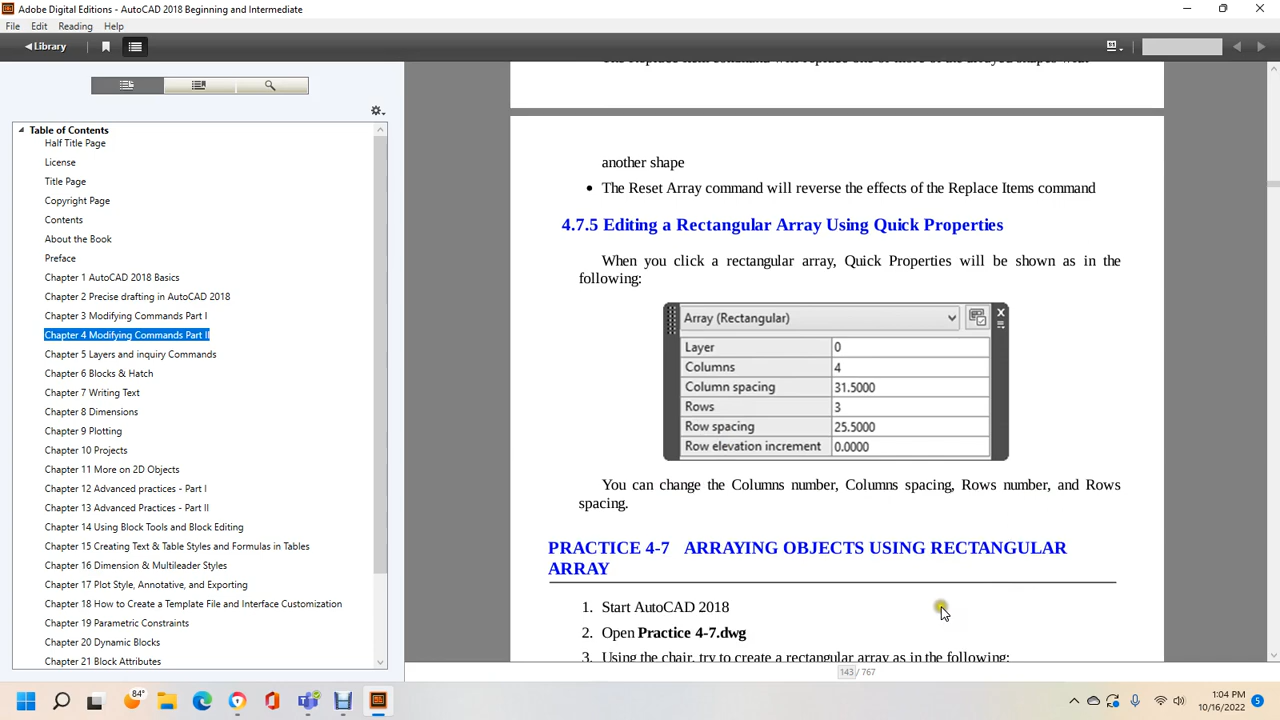 Adobe Digital Editions - AutoCAD 2018 Beginning and Intermediate
File Edit Reading Help
Library
Table of Contents
Half Title Page
License
Title Page
Copyright Page
Contents
About the Book
Preface
Chapter 1 AutoCAD 2018 Basics
Chapter 2 Precise drafting in AutoCAD 2018
Chapter 3 Modifying Commands Part I
Chapter 4 Modifying Commands Part II
Chapter 5 Layers and inquiry Commands
Chapter 6 Blocks & Hatch
Chapter 7 Writing Text
Chapter 8 Dimensions
Chapter 9 Plotting
Chapter 10 Projects
Chapter 11 More on 2D Objects
Chapter 12 Advanced practices - Part I
Chapter 13 Advanced Practices - Part II
Chapter 14 Using Block Tools and Block Editing
Chapter 15 Creating Text & Table Styles and Formulas in Tables
Chapter 16 Dimension & Multileader Styles
Chapter 17 Plot Style, Annotative, and Exporting
Chapter 18 How to Create a Template File and Interface Customization
Chapter 19 Parametric Constraints
Chapter 20 Dynamic Blocks
Chapter 21 Block Attributes
another shape
• The Reset Array command will reverse the effects of the Replace Items command
4.7.5 Editing a Rectangular Array Using Quick Properties
When you click a rectangular array, Quick Properties will be shown as in the
following:
Array (Rectangular)
Layer 0
Columns 4
Column spacing 31.5000
Rows 3
Row spacing 25.5000
Row elevation increment 0.0000
You can change the Columns number, Columns spacing, Rows number, and Rows
spacing.
PRACTICE 4-7 ARRAYING OBJECTS USING RECTANGULAR
ARRAY
1. Start AutoCAD 2018
2. Open Practice 4-7.dwg
3. Using the chair, try to create a rectangular array as in the following:
143 / 767
84°
1:04 PM
10/16/2022
5